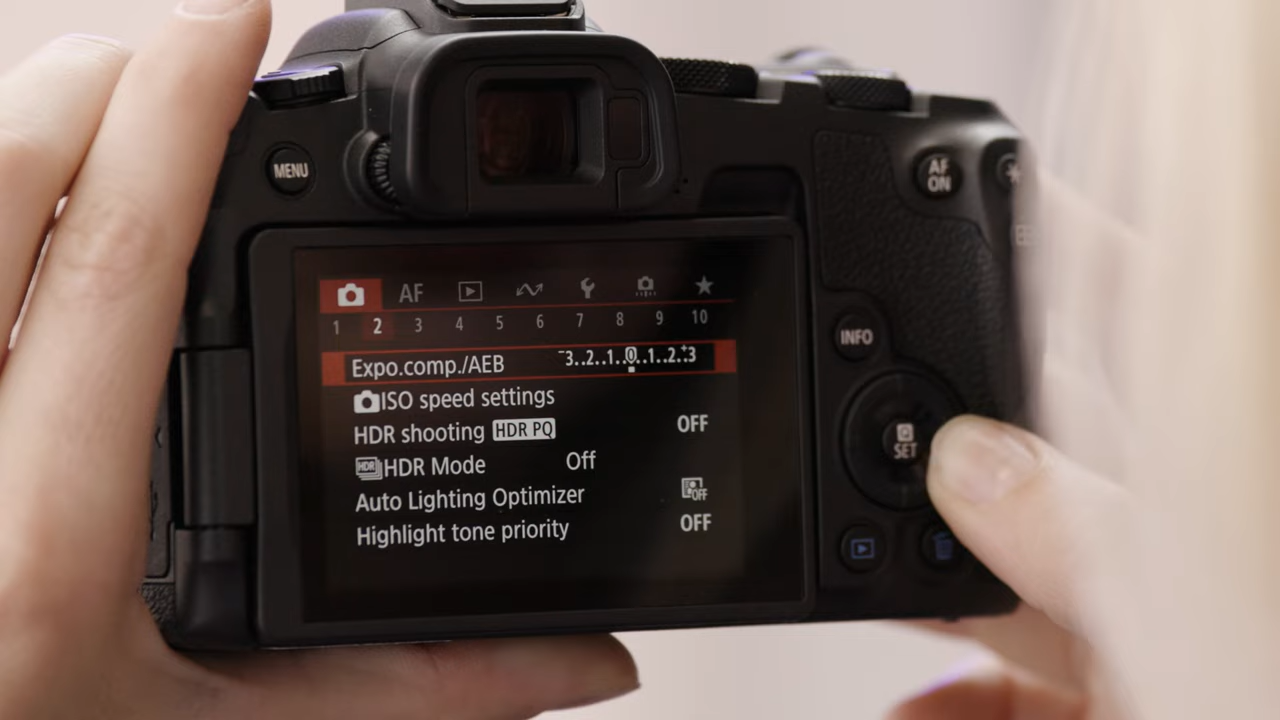 MENU
AF
ON
AF
1 2 3 4 5 6 7 8 9 10
Expo.comp./AEB -3..2..1..0..1..2.+3
ISO speed settings
HDR shooting HDR PQ OFF
HDR HDR Mode Off
Auto Lighting Optimizer OFF
Highlight tone priority OFF
INFO
Q
SET